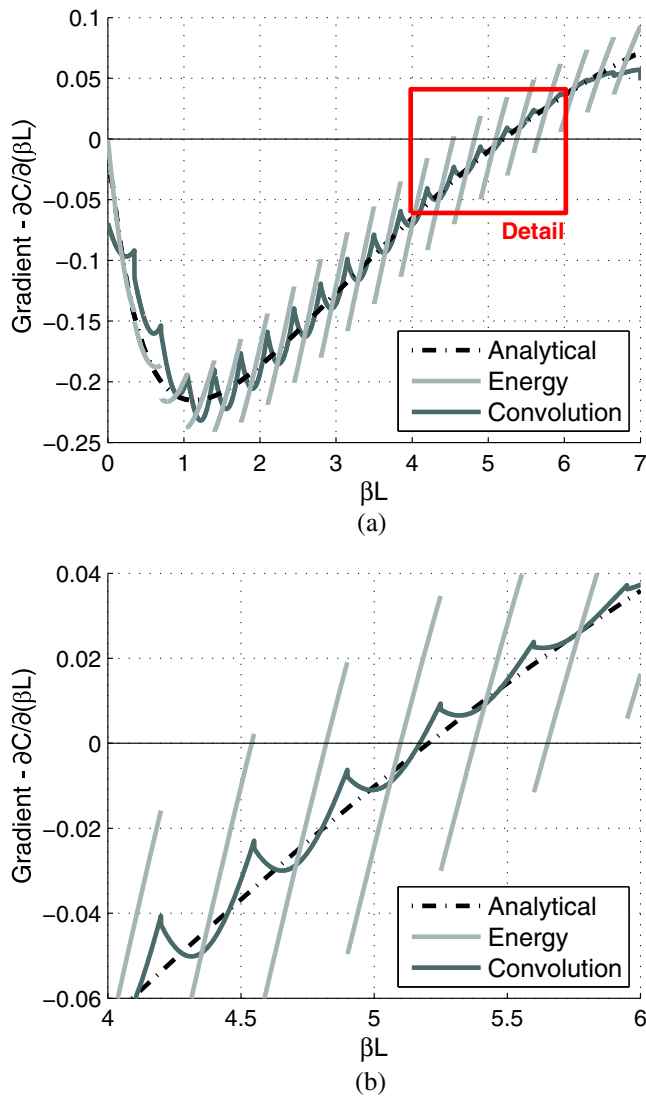 0.1
0.05
0
-0.05
-0.1
-0.15
-0.2
-0.25
Gradient - ∂C/∂(βL)
Detail
Analytical
Energy
Convolution
0 1 2 3 4 5 6 7
βL
(a)
0.04
0.02
0
-0.02
-0.04
-0.06
Gradient - ∂C/∂(βL)
Analytical
Energy
Convolution
4 4.5 5 5.5 6
βL
(b)